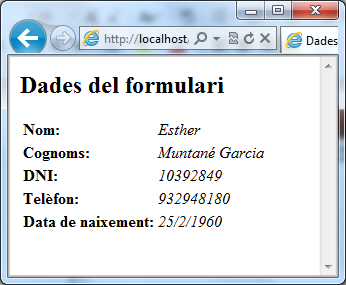 http://localhost/
Dades
Dades del formulari
Nom: Esther
Cognoms: Muntané Garcia
DNI: 10392849
Telèfon: 932948180
Data de naixement: 25/2/1960